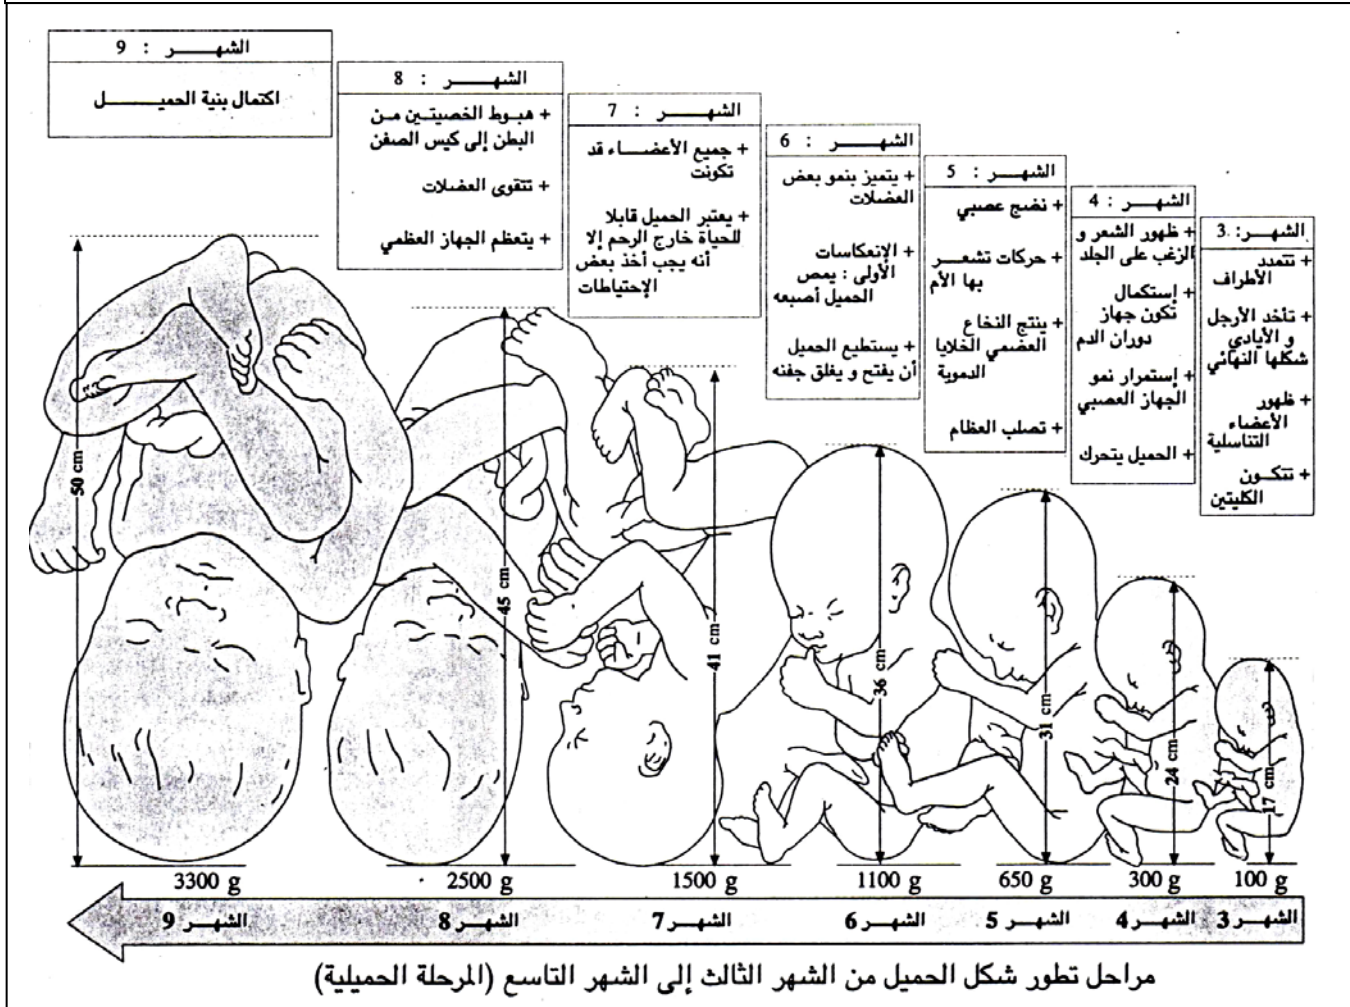 الشهر : 3
+ تتمدد
الأطراف
+ تأخد الأرجل
و الأيادي
شكلها النهائي
+ ظهور
الأعضاء
التناسلية
+ تتكون
الكليتين
الشهر : 4
+ ظهور الشعر و
الزغب على الجلد
+ إستكمال
تكون جهاز
دوران الدم
+ إستمرار نمو
الجهاز العصبي
+ الحميل يتحرك
الشهر : 5
+ نضج عصبي
+ حركات تشعر
بها الأم
+ ينتج النخاع
العضمي الخلايا
الدموية
+ تصلب العظام
الشهر : 6
+ يتميز بنمو بعض
العضلات
+ الإنعكاسات
الأولى : يمص
الحميل أصبعه
+ يستطيع الحميل
أن يفتح و يغلق جفنه
الشهر : 7
+ جميع الأعضاء قد
تكونت
+ يعتبر الحميل قابلا
للحياة خارج الرحم إلا
أنه يجب أخذ بعض
الإحتياطات
الشهر : 8
+ هبوط الخصيتين من
البطن إلى كيس الصفن
+ تتقوى العضلات
+ يتعظم الجهاز العظمي
الشهر : 9
اكتمال بنية الحميل
17 cm
24 cm
31 cm
36 cm
41 cm
45 cm
50 cm
100 g
300 g
650 g
1100 g
1500 g
2500 g
3300 g
الشهر 3
الشهر 4
الشهر 5
الشهر 6
الشهر 7
الشهر 8
الشهر 9
مراحل تطور شكل الحميل من الشهر الثالث إلى الشهر التاسع (المرحلة الحميلية)